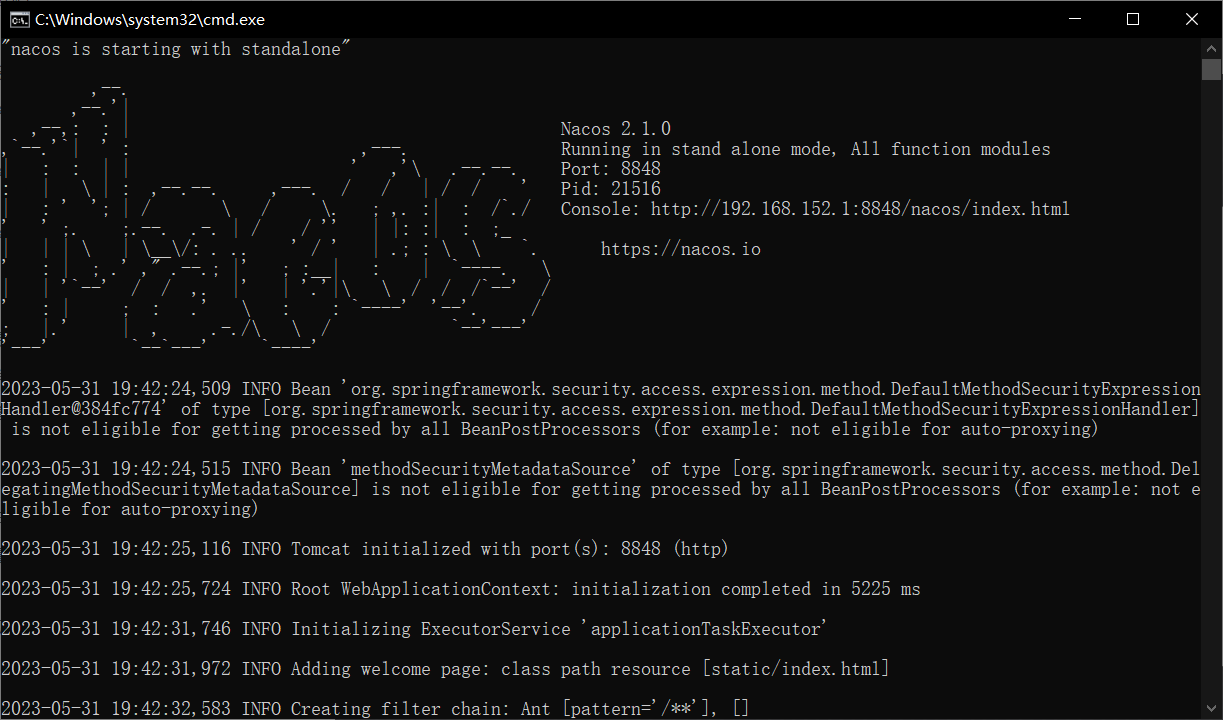 C:\Windows\system32\cmd.exe
"nacos is starting with standalone"
Nacos 2.1.0
Running in stand alone mode, All function modules
Port: 8848
Pid: 21516
Console: http://192.168.152.1:8848/nacos/index.html
https://nacos.io
2023-05-31 19:42:24,509 INFO Bean 'org.springframework.security.access.expression.method.DefaultMethodSecurityExpression
Handler@384fc774' of type [org.springframework.security.access.expression.method.DefaultMethodSecurityExpressionHandler]
is not eligible for getting processed by all BeanPostProcessors (for example: not eligible for auto-proxying)
2023-05-31 19:42:24,515 INFO Bean 'methodSecurityMetadataSource' of type [org.springframework.security.access.method.Del
egatingMethodSecurityMetadataSource] is not eligible for getting processed by all BeanPostProcessors (for example: not e
ligible for auto-proxying)
2023-05-31 19:42:25,116 INFO Tomcat initialized with port(s): 8848 (http)
2023-05-31 19:42:25,724 INFO Root WebApplicationContext: initialization completed in 5225 ms
2023-05-31 19:42:31,746 INFO Initializing ExecutorService 'applicationTaskExecutor'
2023-05-31 19:42:31,972 INFO Adding welcome page: class path resource [static/index.html]
2023-05-31 19:42:32,583 INFO Creating filter chain: Ant [pattern='/**'], []